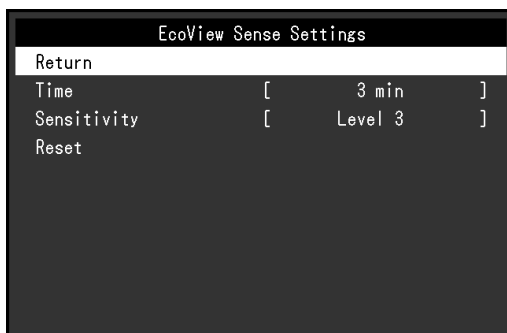 EcoView Sense Settings
Return
Time [ 3 min ]
Sensitivity [ Level 3 ]
Reset